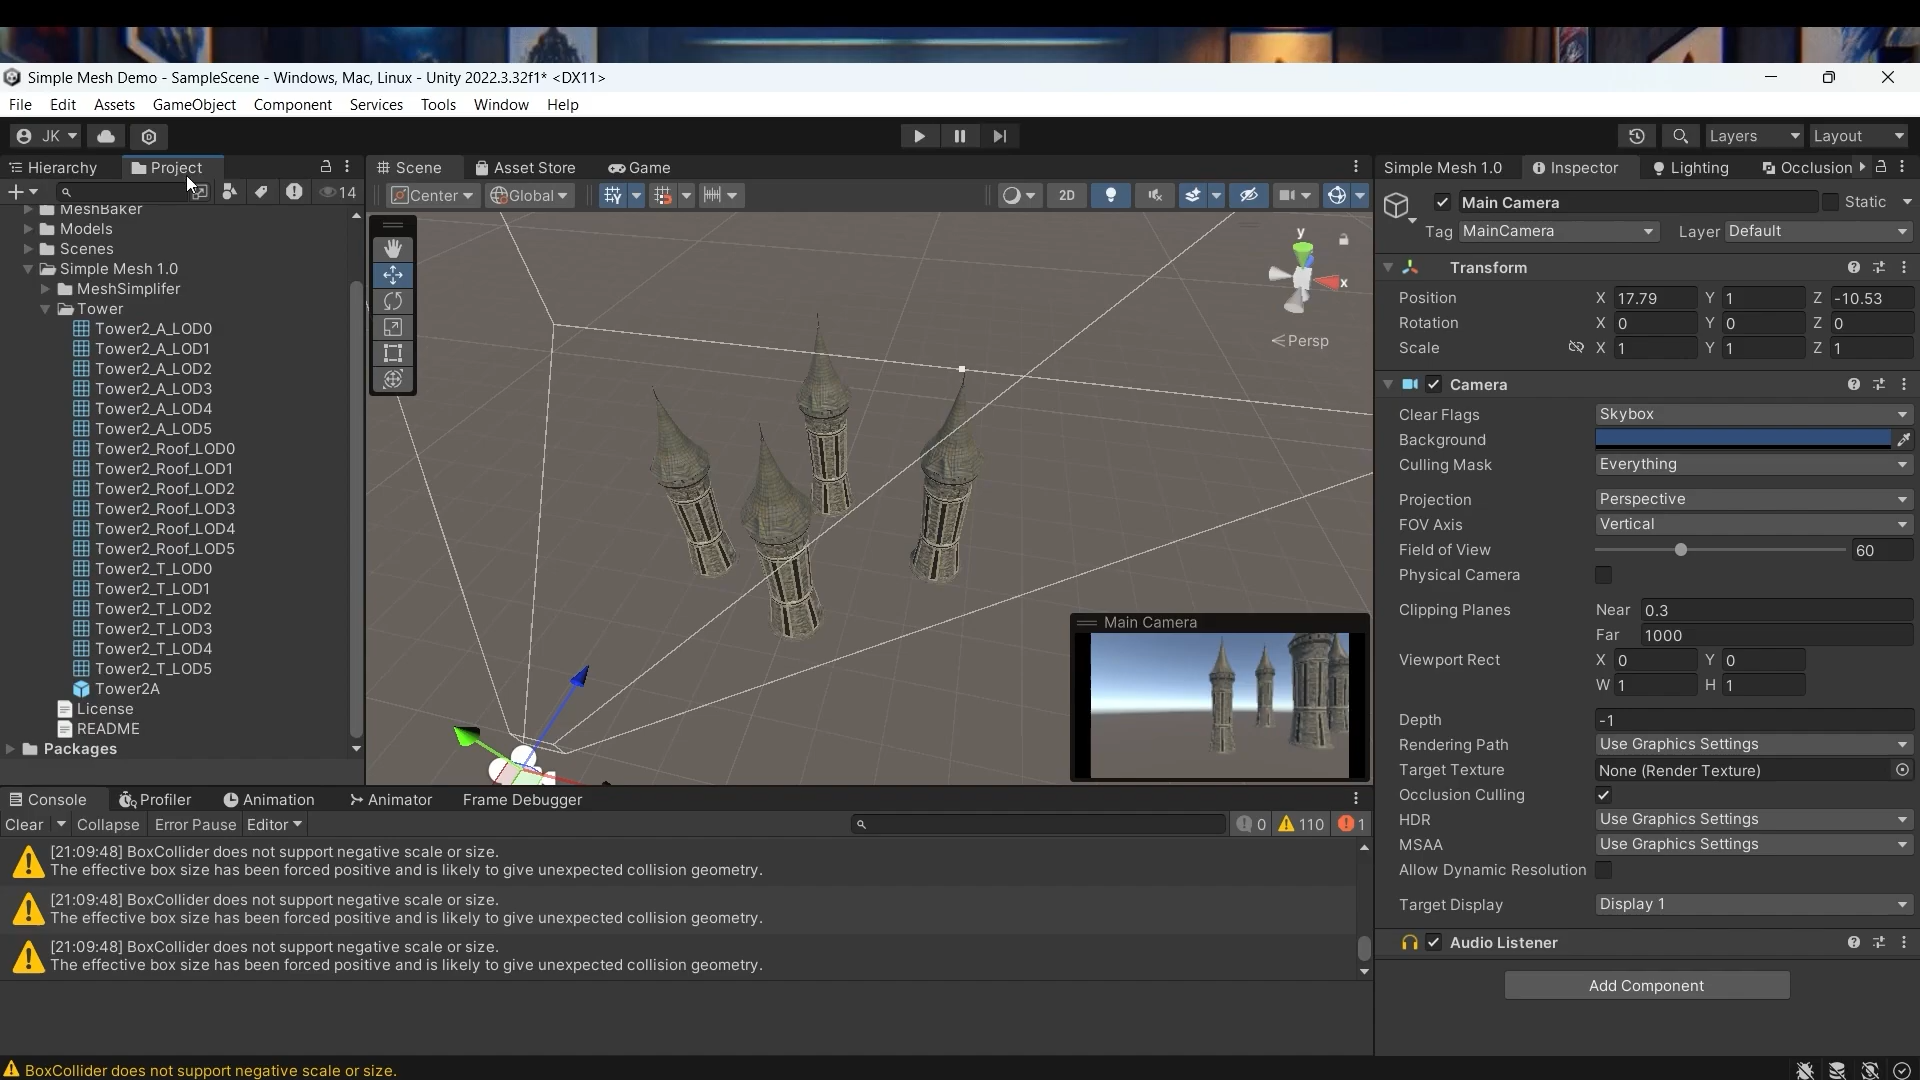 Simple Mesh Demo - SampleScene - Windows, Mac, Linux - Unity 2022.3.32f1* <DX11>
File Edit Assets GameObject Component Services Tools Window Help
JK Layers Layout
Hierarchy Project Scene Asset Store Game Simple Mesh 1.0 Inspector Lighting Occlusion
14 Center Global 2D
Main Camera Static
Tag MainCamera Layer Default
MeshBaker
Models
Scenes
Simple Mesh 1.0
MeshSimplifer
Tower
Tower2_A_LOD0
Tower2_A_LOD1
Tower2_A_LOD2
Tower2_A_LOD3
Tower2_A_LOD4
Tower2_A_LOD5
Tower2_Roof_LOD0
Tower2_Roof_LOD1
Tower2_Roof_LOD2
Tower2_Roof_LOD3
Tower2_Roof_LOD4
Tower2_Roof_LOD5
Tower2_T_LOD0
Tower2_T_LOD1
Tower2_T_LOD2
Tower2_T_LOD3
Tower2_T_LOD4
Tower2_T_LOD5
Tower2A
License
README
Packages
y
x
Persp
Main Camera
Transform
Position X 17.79 Y 1 Z -10.53
Rotation X 0 Y 0 Z 0
Scale X 1 Y 1 Z 1
Camera
Clear Flags Skybox
Background
Culling Mask Everything
Projection Perspective
FOV Axis Vertical
Field of View 60
Physical Camera
Clipping Planes Near 0.3
Far 1000
Viewport Rect X 0 Y 0
W 1 H 1
Depth -1
Rendering Path Use Graphics Settings
Target Texture None (Render Texture)
Occlusion Culling
HDR Use Graphics Settings
MSAA Use Graphics Settings
Allow Dynamic Resolution
Target Display Display 1
Audio Listener
Add Component
Console Profiler Animation Animator Frame Debugger
Clear Collapse Error Pause Editor 0 110 1
[21:09:48] BoxCollider does not support negative scale or size.
The effective box size has been forced positive and is likely to give unexpected collision geometry.
[21:09:48] BoxCollider does not support negative scale or size.
The effective box size has been forced positive and is likely to give unexpected collision geometry.
[21:09:48] BoxCollider does not support negative scale or size.
The effective box size has been forced positive and is likely to give unexpected collision geometry.
BoxCollider does not support negative scale or size.